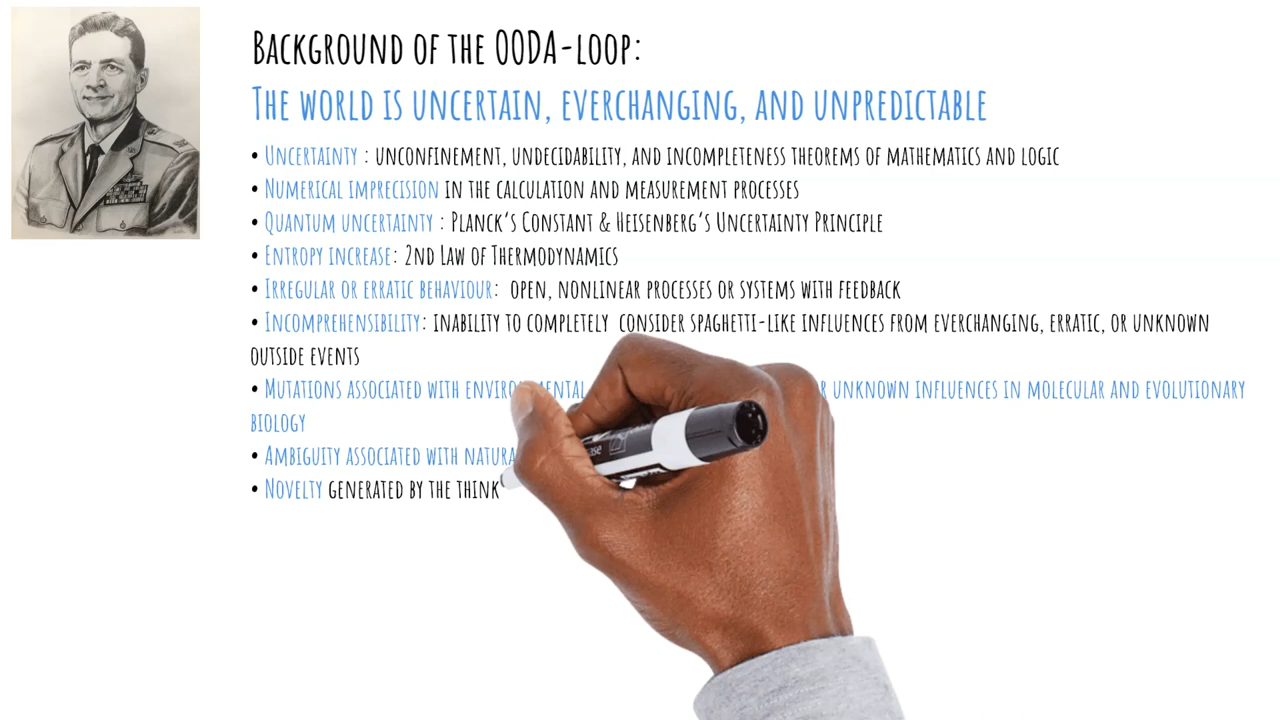 Background of the OODA-loop:
The world is uncertain, everchanging, and unpredictable
• Uncertainty : unconfinement, undecidability, and incompleteness theorems of mathematics and logic
• Numerical imprecision in the calculation and measurement processes
• Quantum uncertainty : Planck's Constant & Heisenberg's Uncertainty Principle
• Entropy increase: 2nd Law of Thermodynamics
• Irregular or erratic behaviour: open, nonlinear processes or systems with feedback
• Incomprehensibility: inability to completely consider spaghetti-like influences from everchanging, erratic, or unknown
outside events
• Mutations associated with unknown influences in molecular and evolutionary
biology
• Ambiguity associated with
• Novelty generated by the